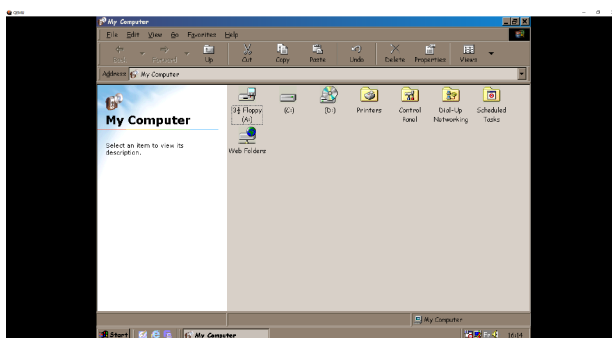 QEMU
My Computer
File Edit View Go Favorites Help
Back Forward Up Cut Copy Paste Undo Delete Properties Views
Address My Computer
My Computer
Select an item to view its
description.
3½ Floppy
(A:)
(C:)
(D:)
Printers
Control
Panel
Dial-Up
Networking
Scheduled
Tasks
Web Folders
My Computer
Start My Computer 16:14